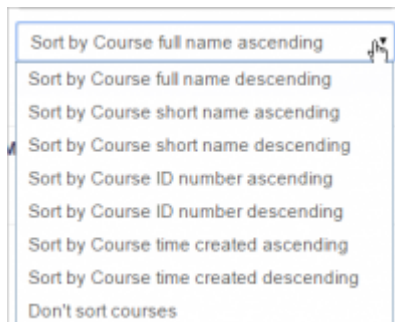 Sort by Course full name ascending
Sort by Course full name descending
Sort by Course short name ascending
Sort by Course short name descending
Sort by Course ID number ascending
Sort by Course ID number descending
Sort by Course time created ascending
Sort by Course time created descending
Don't sort courses